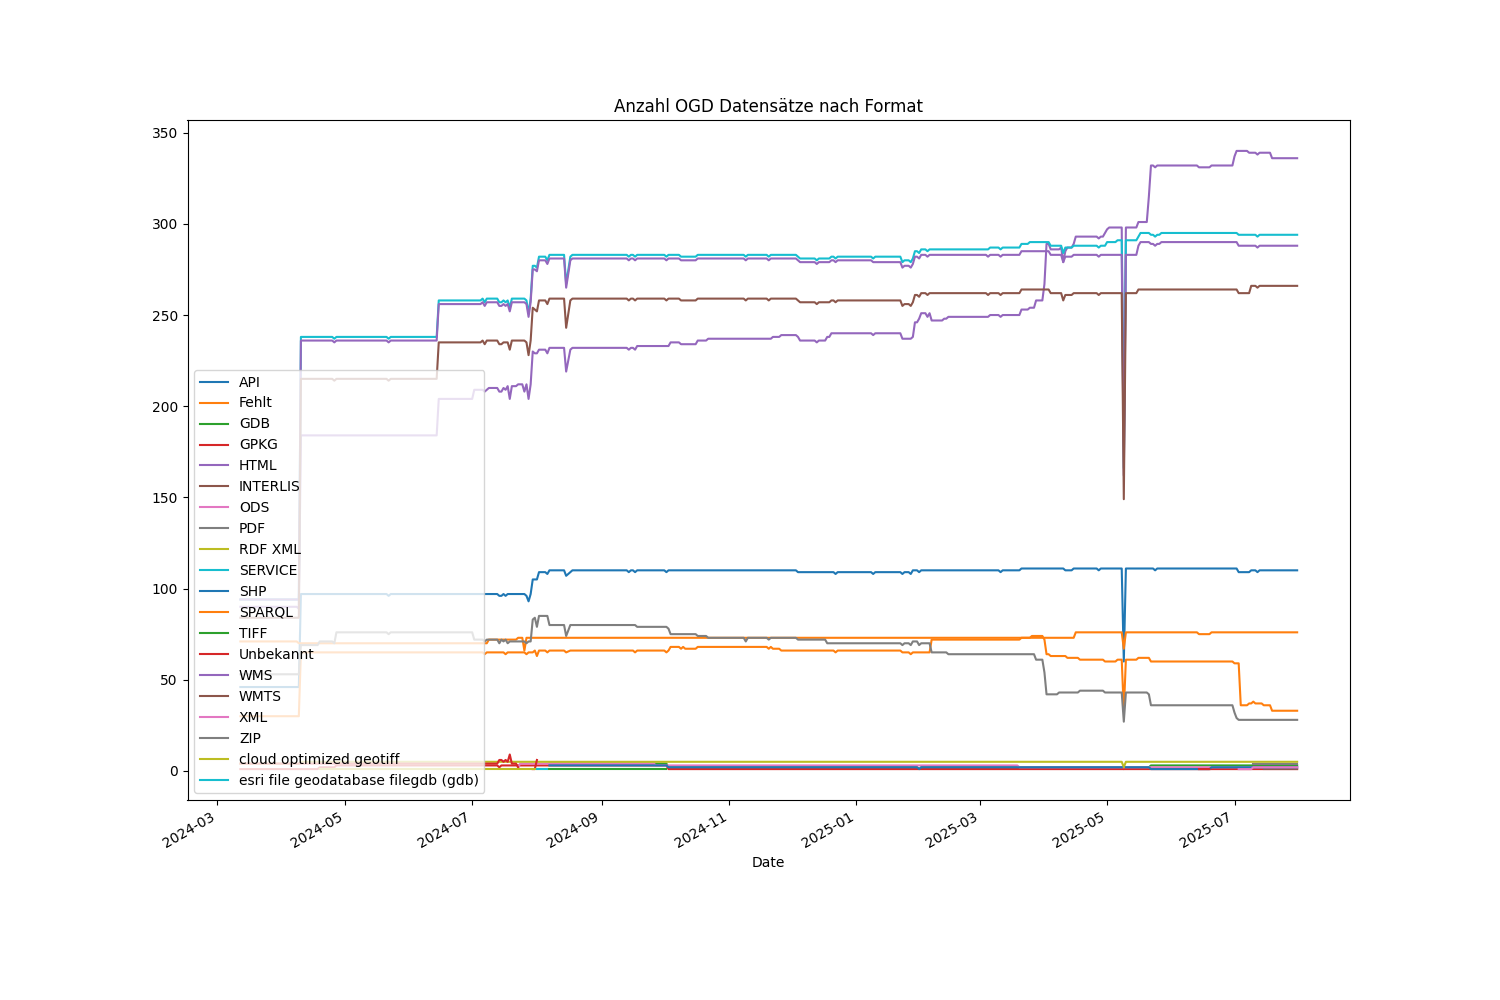 Anzahl OGD Datensätze nach Format
350
300
250
200
150
100
50
0
API
Fehlt
GDB
GPKG
HTML
INTERLIS
ODS
PDF
RDF XML
SERVICE
SHP
SPARQL
TIFF
Unbekannt
WMS
WMTS
XML
ZIP
cloud optimized geotiff
esri file geodatabase filegdb (gdb)
2024-03
2024-05
2024-07
2024-09
2024-11
2025-01
2025-03
2025-05
2025-07
Date